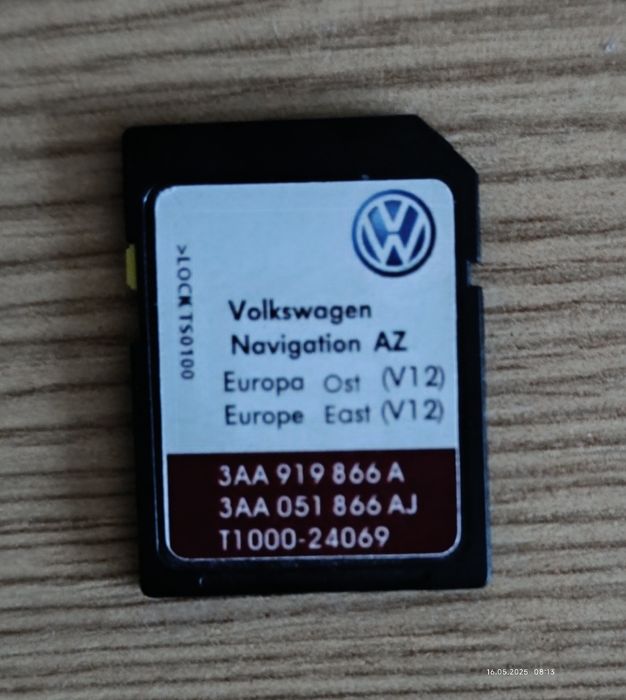 >LOCK TS0100
Volkswagen
Navigation AZ
Europa Ost (V12)
Europe East (V12)
3AA 919 866 A
3AA 051 866 AJ
T1000-24069
16.05.2025 08:13